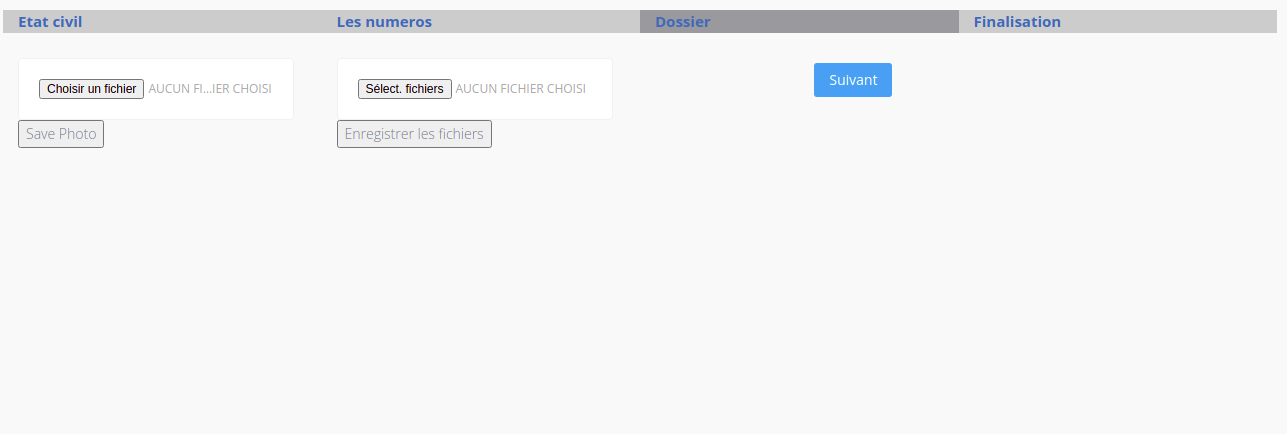 Etat civil Les numeros Dossier Finalisation
Choisir un fichier AUCUN FI...IER CHOISI Sélect. fichiers AUCUN FICHIER CHOISI Suivant
Save Photo Enregistrer les fichiers